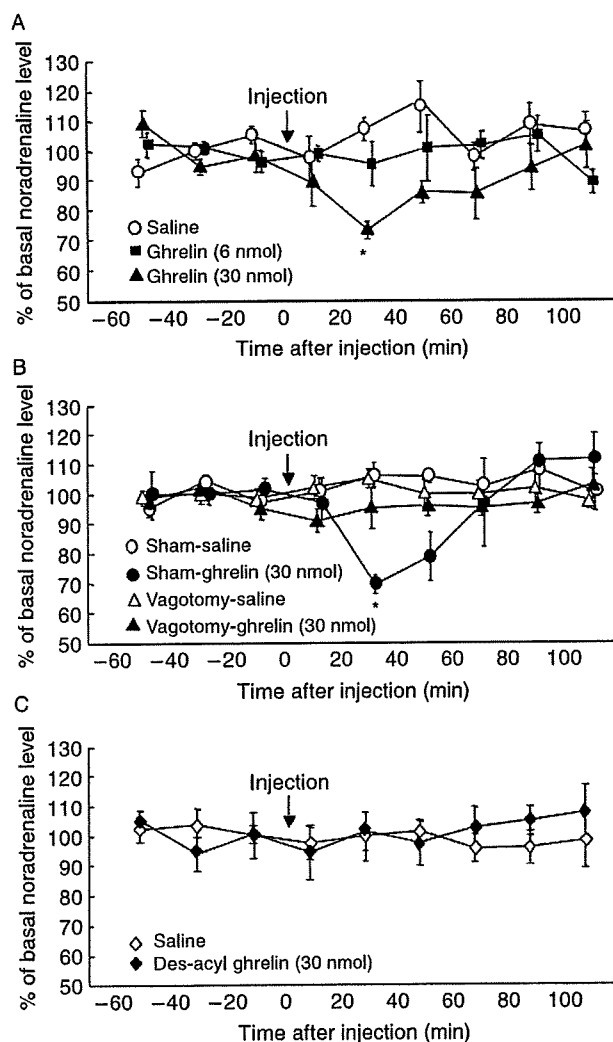 A
% of basal noradrenaline level
130
120
110
100
90
80
70
60
50
Injection
Saline
Ghrelin (6 nmol)
Ghrelin (30 nmol)
*
−60 −40 −20 0 20 40 60 80 100
Time after injection (min)
B
% of basal noradrenaline level
130
120
110
100
90
80
70
60
50
Injection
Sham-saline
Sham-ghrelin (30 nmol)
Vagotomy-saline
Vagotomy-ghrelin (30 nmol)
*
−60 −40 −20 0 20 40 60 80 100
Time after injection (min)
C
% of basal noradrenaline level
130
120
110
100
90
80
70
60
50
Injection
Saline
Des-acyl ghrelin (30 nmol)
−60 −40 −20 0 20 40 60 80 100
Time after injection (min)